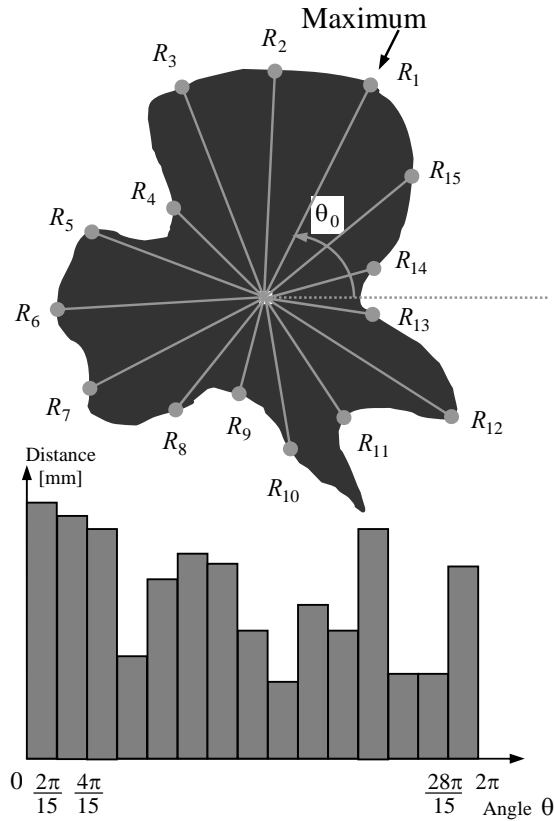 Maximum
R2
R3
R1
R4
R15
θ0
R5
R14
R6
R13
R7
R8
R9
R10
R11
R12
Distance
[mm]
0 2π/15 4π/15 28π/15 2π
Angle θ